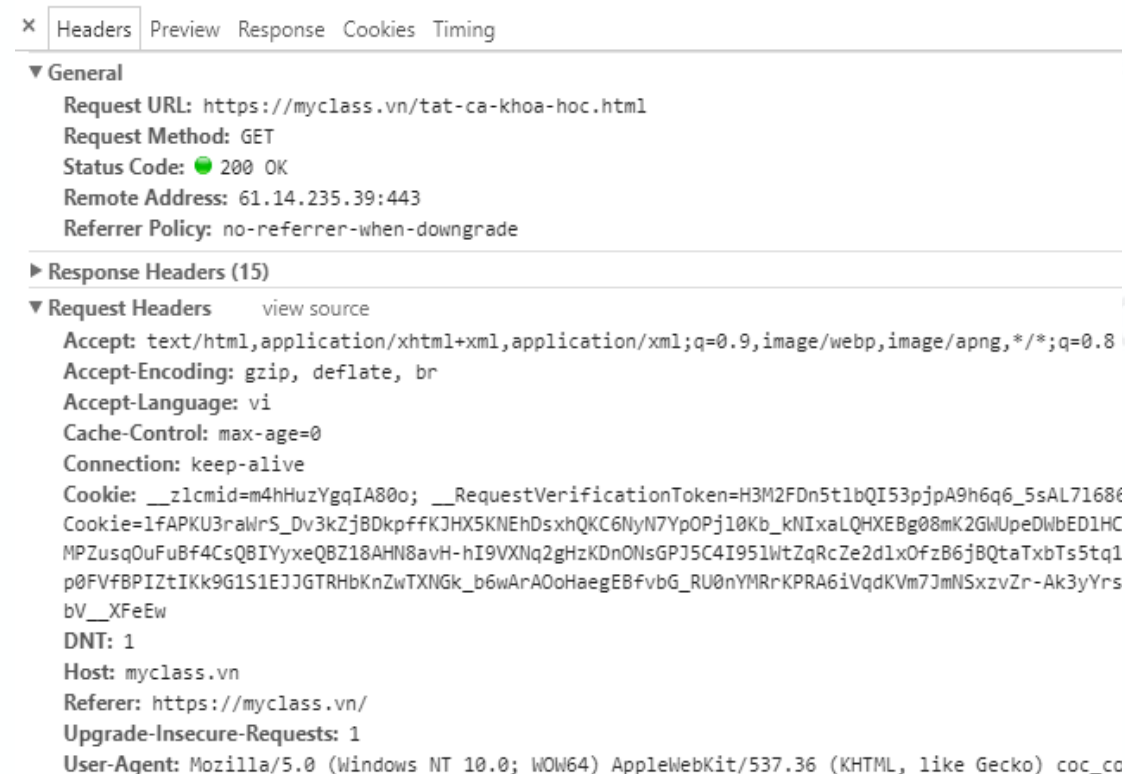 × Headers Preview Response Cookies Timing
▼ General
Request URL: https://myclass.vn/tat-ca-khoa-hoc.html
Request Method: GET
Status Code: 200 OK
Remote Address: 61.14.235.39:443
Referrer Policy: no-referrer-when-downgrade
▶ Response Headers (15)
▼ Request Headers view source
Accept: text/html,application/xhtml+xml,application/xml;q=0.9,image/webp,image/apng,*/*;q=0.8
Accept-Encoding: gzip, deflate, br
Accept-Language: vi
Cache-Control: max-age=0
Connection: keep-alive
Cookie: __zlcmid=m4hHuzYgqIA80o; __RequestVerificationToken=H3M2FDn5tlbQI53pjpA9h6q6_5sAL7l686
Cookie=lfAPKU3raWrS_Dv3kZjBDkpffKJHX5KNEhDsxhQKC6NyN7YpOPjl0Kb_kNIxaLQHXEBg08mK2GWUpeDWbEDlHC
MPZusqOuFuBf4CsQBIYyxeQBZ18AHN8avH-hI9VXNq2gHzKDnONsGPJ5C4I95lWtZqRcZe2dlxOfzB6jBQtaTxbTs5tq1
p0FVfBPIZtIKk9G1S1EJJGTRHbKnZwTXNGk_b6wArAOoHaegEBfvbG_RU0nYMRrKPRA6iVqdKVm7JmNSxzvZr-Ak3yYrs
bV__XFeEw
DNT: 1
Host: myclass.vn
Referer: https://myclass.vn/
Upgrade-Insecure-Requests: 1
User-Agent: Mozilla/5.0 (Windows NT 10.0; WOW64) AppleWebKit/537.36 (KHTML, like Gecko) coc_co